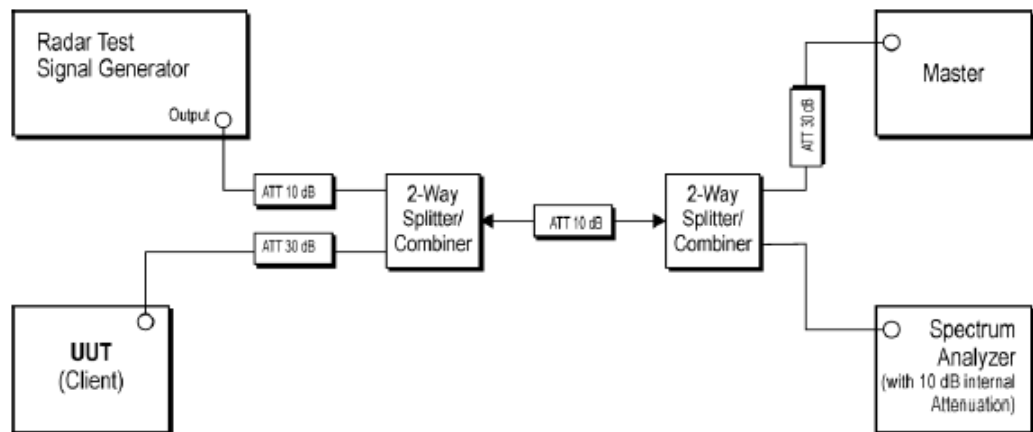 Radar Test
Signal Generator
Output
ATT 10 dB
2-Way
Splitter/
Combiner
ATT 30 dB
UUT
(Client)
ATT 10 dB
2-Way
Splitter/
Combiner
ATT 30 dB
Master
Spectrum
Analyzer
(with 10 dB internal
Attenuation)